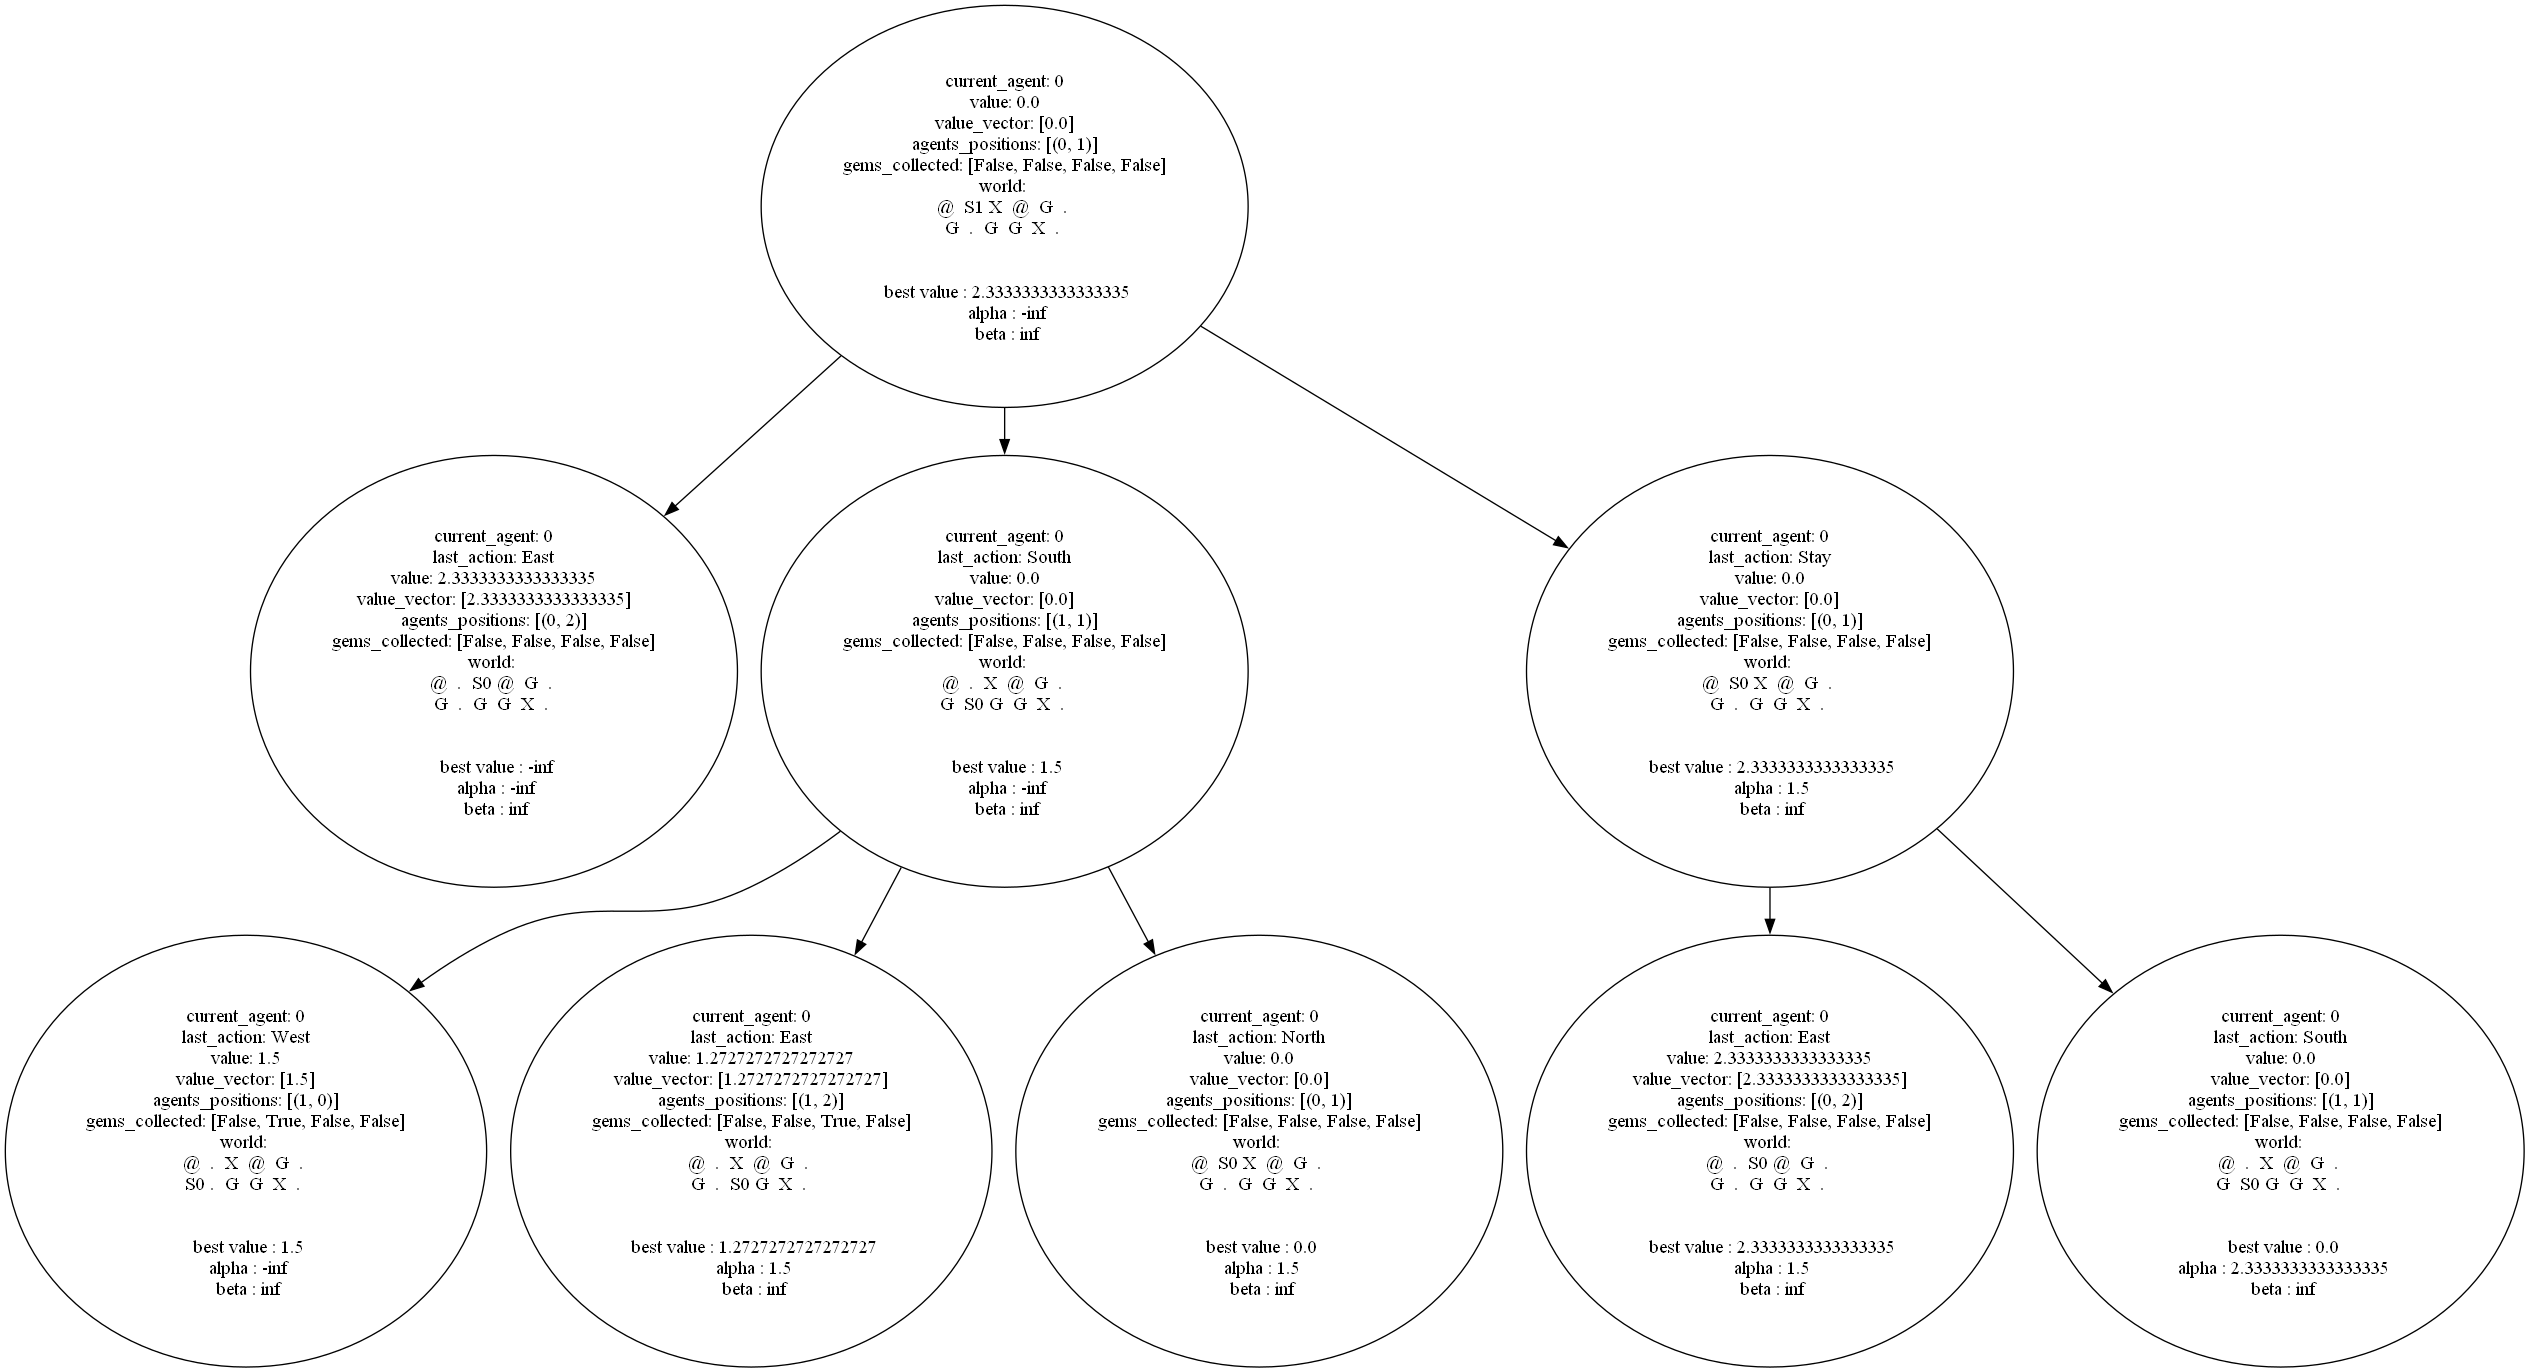 current_agent: 0
value: 0.0
value_vector: [0.0]
agents_positions: [(0, 1)]
gems_collected: [False, False, False, False]
world:
@ S1 X @ G .
G . G G X .
best value : 2.3333333333333335
alpha : -inf
beta : inf
current_agent: 0
last_action: East
value: 2.3333333333333335
value_vector: [2.3333333333333335]
agents_positions: [(0, 2)]
gems_collected: [False, False, False, False]
world:
@ . S0 @ G .
G . G G X .
best value : -inf
alpha : -inf
beta : inf
current_agent: 0
last_action: South
value: 0.0
value_vector: [0.0]
agents_positions: [(1, 1)]
gems_collected: [False, False, False, False]
world:
@ . X @ G .
G S0 G G X .
best value : 1.5
alpha : -inf
beta : inf
current_agent: 0
last_action: Stay
value: 0.0
value_vector: [0.0]
agents_positions: [(0, 1)]
gems_collected: [False, False, False, False]
world:
@ S0 X @ G .
G . G G X .
best value : 2.3333333333333335
alpha : 1.5
beta : inf
current_agent: 0
last_action: West
value: 1.5
value_vector: [1.5]
agents_positions: [(1, 0)]
gems_collected: [False, True, False, False]
world:
@ . X @ G .
S0 . G G X .
best value : 1.5
alpha : -inf
beta : inf
current_agent: 0
last_action: East
value: 1.2727272727272727
value_vector: [1.2727272727272727]
agents_positions: [(1, 2)]
gems_collected: [False, False, True, False]
world:
@ . X @ G .
G . S0 G X .
best value : 1.2727272727272727
alpha : 1.5
beta : inf
current_agent: 0
last_action: North
value: 0.0
value_vector: [0.0]
agents_positions: [(0, 1)]
gems_collected: [False, False, False, False]
world:
@ S0 X @ G .
G . G G X .
best value : 0.0
alpha : 1.5
beta : inf
current_agent: 0
last_action: East
value: 2.3333333333333335
value_vector: [2.3333333333333335]
agents_positions: [(0, 2)]
gems_collected: [False, False, False, False]
world:
@ . S0 @ G .
G . G G X .
best value : 2.3333333333333335
alpha : 1.5
beta : inf
current_agent: 0
last_action: South
value: 0.0
value_vector: [0.0]
agents_positions: [(1, 1)]
gems_collected: [False, False, False, False]
world:
@ . X @ G .
G S0 G G X .
best value : 0.0
alpha : 2.3333333333333335
beta : inf